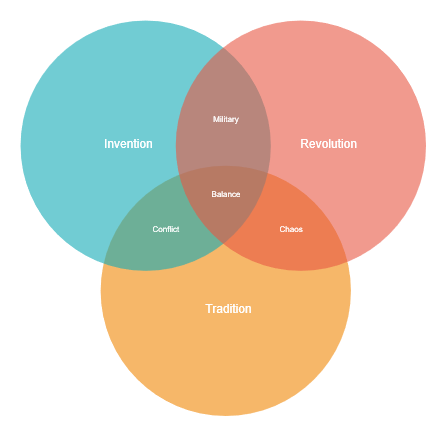 Military
Invention
Revolution
Balance
Conflict
Chaos
Tradition